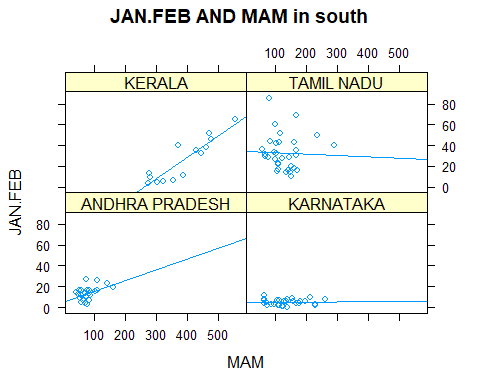 JAN.FEB AND MAM in south
100 200 300 400 500
KERALA TAMIL NADU
80
60
40
20
0
ANDHRA PRADESH KARNATAKA
80
60
40
20
0
100 200 300 400 500
JAN.FEB
MAM